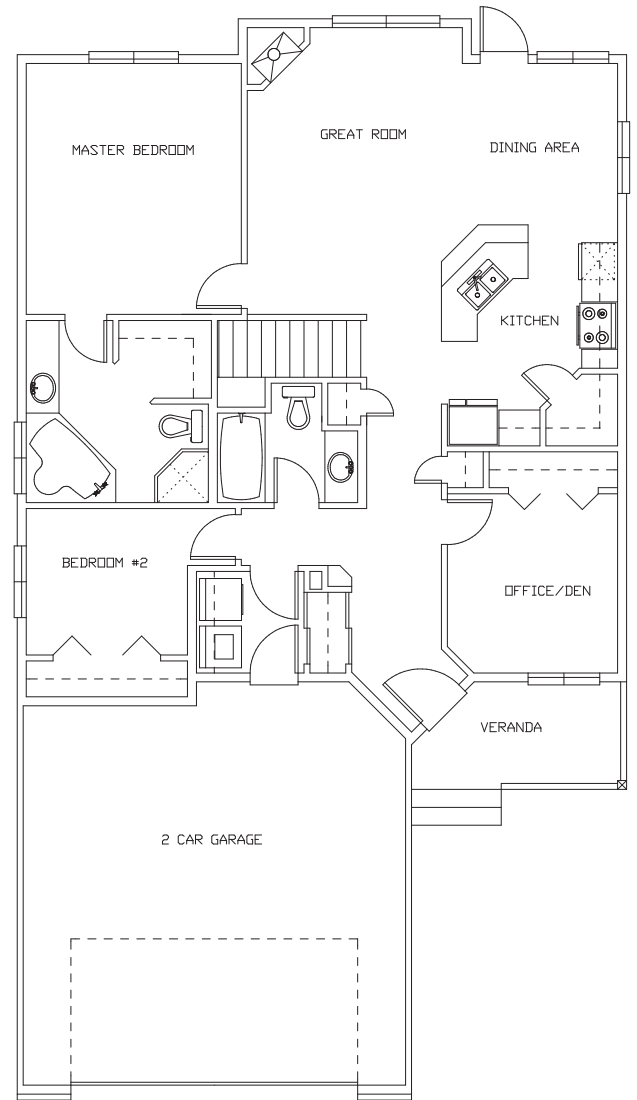 GREAT ROOM
MASTER BEDROOM
DINING AREA
KITCHEN
BEDROOM #2
OFFICE/DEN
VERANDA
2 CAR GARAGE